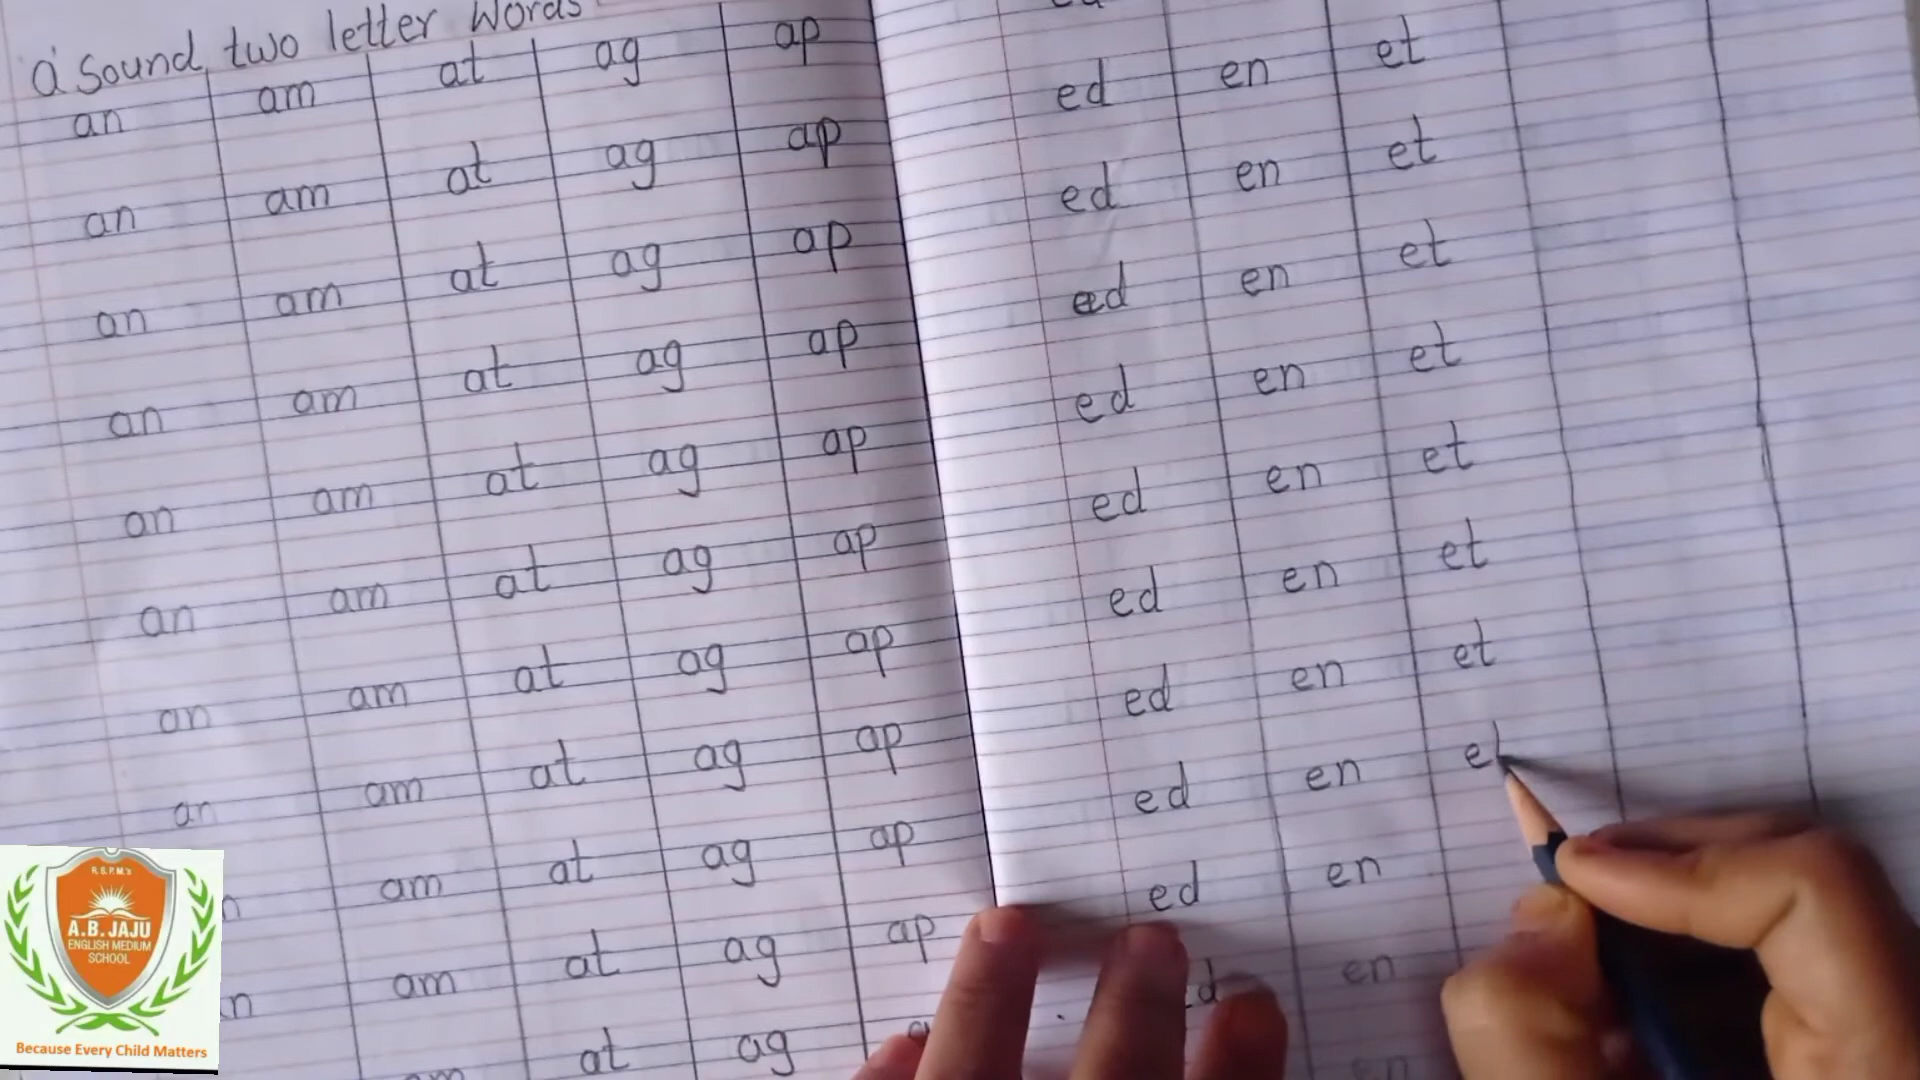 a' Sound two letter Words
an am at ag ap
an am at ag ap
an am at ag ap
an am at ag ap
an am at ag ap
an am at ag ap
an am at ag ap
an am at ag ap
n am at ag ap
n am at ag ap
am at ag
ed en et
ed en et
ed en et
ed en et
ed en et
ed en et
ed en et
ed en et
ed en
d en
en
R.S.P.M.'s
A.B. JAJU
ENGLISH MEDIUM
SCHOOL
Because Every Child Matters